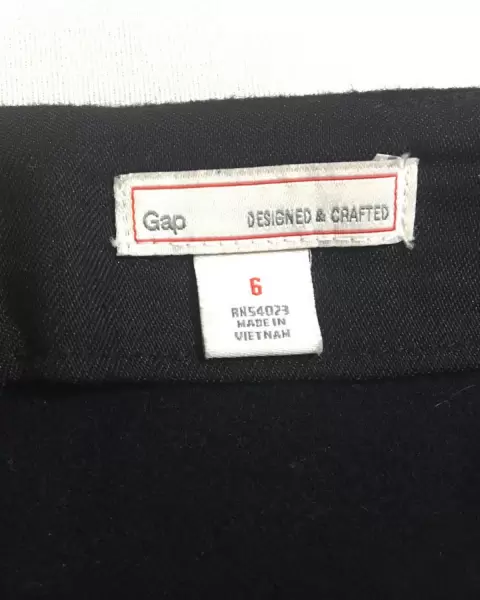 Gap DESIGNED & CRAFTED
6
RN54023
MADE IN
VIETNAM